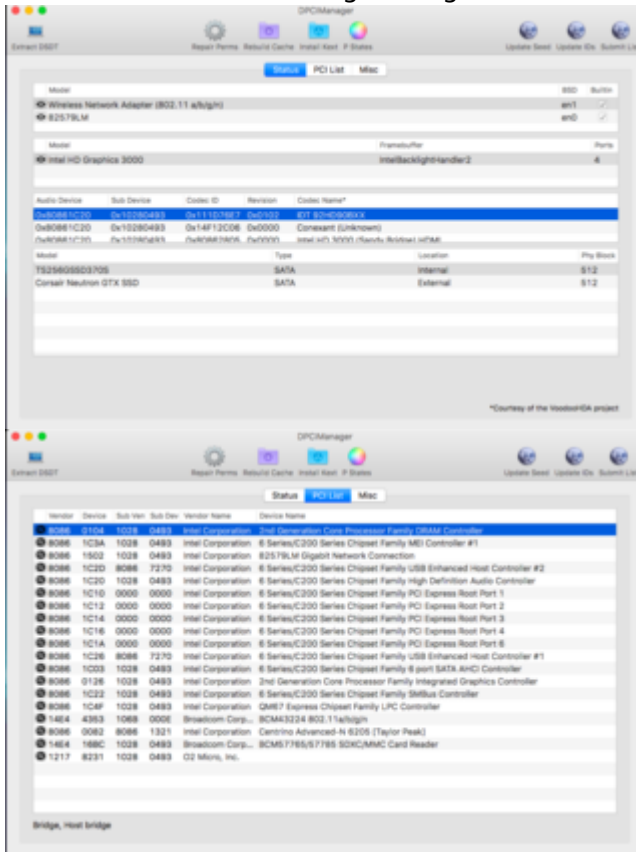 DPCIManager
Extract DSDT Repair Perms Rebuild Cache Install Kext P States Update Seed Update IDs Submit List
Status PCI List Misc
Model BSD Builtin
Wireless Network Adapter (802.11 a/b/g/n) en1
82579LM en0
Model Framebuffer Ports
Intel HD Graphics 3000 IntelBacklightHandler2 4
Audio Device Sub Device Codec ID Revision Codec Name*
0x80861C20 0x10280493 0x111D76E7 0x0102 IDT 92HD90BXX
0x80861C20 0x10280493 0x14F12C06 0x0000 Conexant (Unknown)
0x80861C20 0x10280493 0x80862805 0x0000 Intel HD 3000 (Sandy Bridge) HDMI
Model Type Location Phy Block
TS256GSSD370S SATA Internal 512
Corsair Neutron GTX SSD SATA External 512
*Courtesy of the VoodooHDA project
DPCIManager
Extract DSDT Repair Perms Rebuild Cache Install Kext P States Update Seed Update IDs Submit List
Status PCI List Misc
Vendor Device Sub Ven Sub Dev Vendor Name Device Name
8086 0104 1028 0493 Intel Corporation 2nd Generation Core Processor Family DRAM Controller
8086 1C3A 1028 0493 Intel Corporation 6 Series/C200 Series Chipset Family MEI Controller #1
8086 1502 1028 0493 Intel Corporation 82579LM Gigabit Network Connection
8086 1C2D 8086 7270 Intel Corporation 6 Series/C200 Series Chipset Family USB Enhanced Host Controller #2
8086 1C20 1028 0493 Intel Corporation 6 Series/C200 Series Chipset Family High Definition Audio Controller
8086 1C10 0000 0000 Intel Corporation 6 Series/C200 Series Chipset Family PCI Express Root Port 1
8086 1C12 0000 0000 Intel Corporation 6 Series/C200 Series Chipset Family PCI Express Root Port 2
8086 1C14 0000 0000 Intel Corporation 6 Series/C200 Series Chipset Family PCI Express Root Port 3
8086 1C16 0000 0000 Intel Corporation 6 Series/C200 Series Chipset Family PCI Express Root Port 4
8086 1C1A 0000 0000 Intel Corporation 6 Series/C200 Series Chipset Family PCI Express Root Port 6
8086 1C26 8086 7270 Intel Corporation 6 Series/C200 Series Chipset Family USB Enhanced Host Controller #1
8086 1C03 1028 0493 Intel Corporation 6 Series/C200 Series Chipset Family 6 port SATA AHCI Controller
8086 0126 1028 0493 Intel Corporation 2nd Generation Core Processor Family Integrated Graphics Controller
8086 1C22 1028 0493 Intel Corporation 6 Series/C200 Series Chipset Family SMBus Controller
8086 1C4F 1028 0493 Intel Corporation QM67 Express Chipset Family LPC Controller
14E4 4353 106B 000E Broadcom Corp... BCM43224 802.11a/b/g/n
8086 0082 8086 1321 Intel Corporation Centrino Advanced-N 6205 [Taylor Peak]
14E4 16BC 1028 0493 Broadcom Corp... BCM57765/57785 SDXC/MMC Card Reader
1217 8231 1028 0493 O2 Micro, Inc.
Bridge, Host bridge